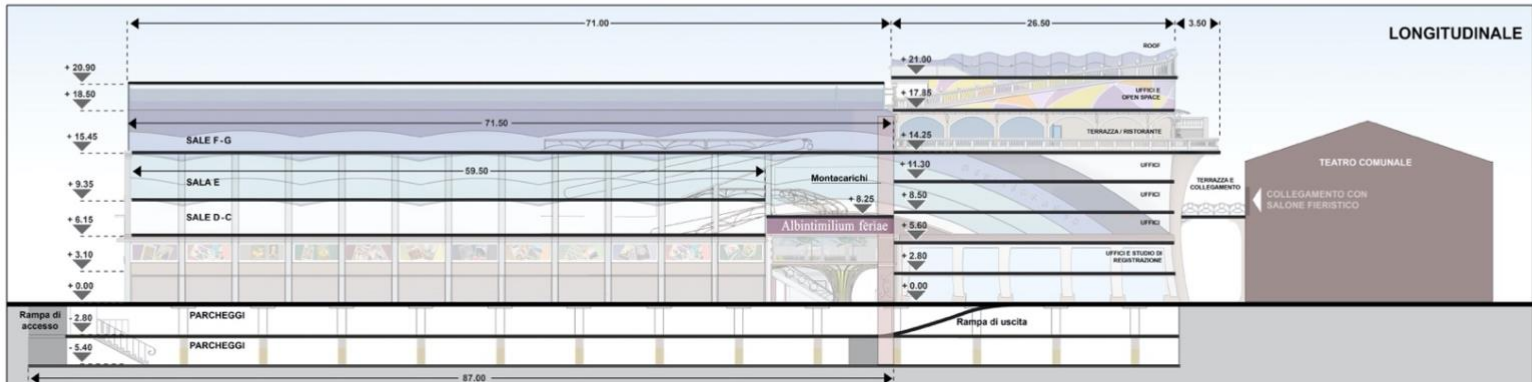 71.00
26.50
3.50
LONGITUDINALE
ROOF
+ 20.90
+ 21.00
+ 18.50
+ 17.85
UFFICI E
OPEN SPACE
71.50
+ 15.45
SALE F-G
+ 14.25
TERRAZZA / RISTORANTE
+ 11.30
UFFICI
TEATRO COMUNALE
59.50
Montacarichi
+ 9.35
SALA E
+ 8.50
UFFICI
TERRAZZA E
COLLEGAMENTO
COLLEGAMENTO CON
SALONE FIERISTICO
+ 8.25
+ 6.15
SALE D-C
Albintimilium feriae
+ 5.60
UFFICI
+ 3.10
+ 2.80
UFFICI E STUDIO DI
REGISTRAZIONE
+ 0.00
+ 0.00
Rampa di
accesso
- 2.80
PARCHEGGI
Rampa di uscita
- 5.40
PARCHEGGI
87.00